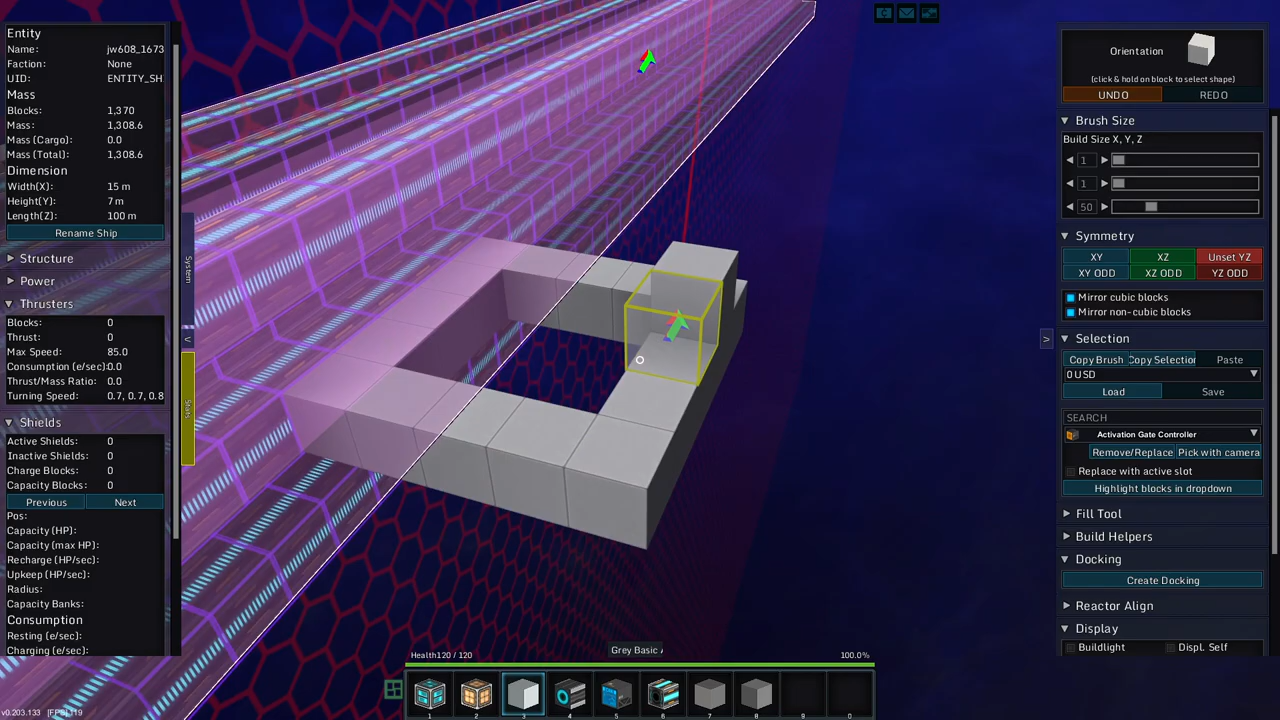 Entity
Name: jw608_1673
Faction: None
UID: ENTITY_SH
Mass
Blocks: 1,370
Mass: 1,308.6
Mass (Cargo): 0.0
Mass (Total): 1,308.6
Dimension
Width(X): 15 m
Height(Y): 7 m
Length(Z): 100 m
Rename Ship
Structure
Power
Thrusters
Blocks: 0
Thrust: 0
Max Speed: 85.0
Consumption (e/sec): 0.0
Thrust/Mass Ratio: 0.0
Turning Speed: 0.7, 0.7, 0.8
Shields
Active Shields: 0
Inactive Shields: 0
Charge Blocks: 0
Capacity Blocks: 0
Previous Next
Pos:
Capacity (HP):
Capacity (max HP):
Recharge (HP/sec):
Upkeep (HP/sec):
Radius:
Capacity Banks:
Consumption
Resting (e/sec):
Charging (e/sec):
v0.203.133 [FPS] 119
System
<
Stats
Grey Basic A
Health120 / 120 100.0%
1 2 3 4 5 6 7 8 9 0
Orientation
(click & hold on block to select shape)
UNDO REDO
Brush Size
Build Size X, Y, Z
1
1
50
Symmetry
XY XZ Unset YZ
XY ODD XZ ODD YZ ODD
Mirror cubic blocks
Mirror non-cubic blocks
>
Selection
Copy Brush Copy Selection Paste
0 USD
Load Save
SEARCH
Activation Gate Controller
Remove/Replace Pick with camera
Replace with active slot
Highlight blocks in dropdown
Fill Tool
Build Helpers
Docking
Create Docking
Reactor Align
Display
Buildlight Displ. Self